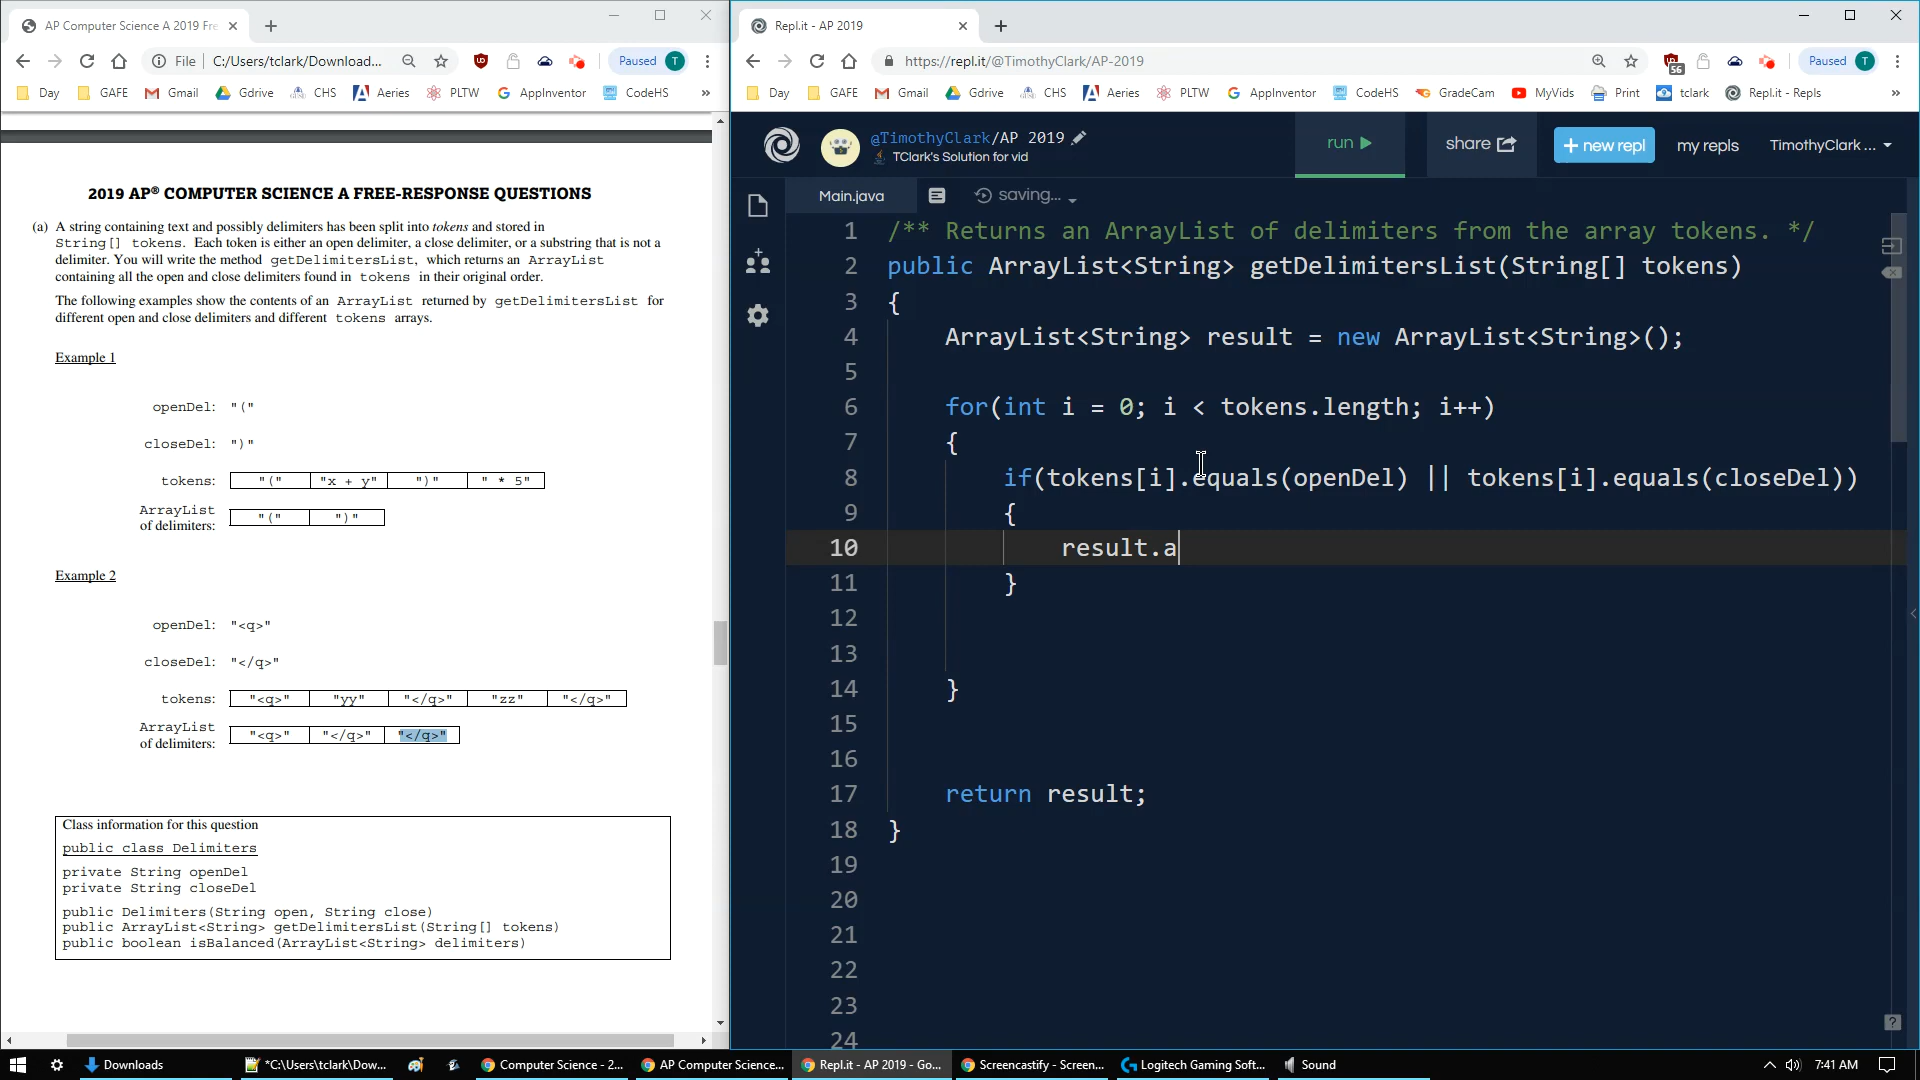 AP Computer Science A 2019 Fre
File C:/Users/tclark/Download... Paused T
Day GAFE Gmail Gdrive CHS Aeries PLTW AppInventor CodeHS »
2019 AP® COMPUTER SCIENCE A FREE-RESPONSE QUESTIONS
(a) A string containing text and possibly delimiters has been split into tokens and stored in
String[] tokens. Each token is either an open delimiter, a close delimiter, or a substring that is not a
delimiter. You will write the method getDelimitersList, which returns an ArrayList
containing all the open and close delimiters found in tokens in their original order.
The following examples show the contents of an ArrayList returned by getDelimitersList for
different open and close delimiters and different tokens arrays.
Example 1
openDel: "("
closeDel: ")"
tokens: "(" "x + y" ")" " * 5"
ArrayList
of delimiters: "(" ")"
Example 2
openDel: "<q>"
closeDel: "</q>"
tokens: "<q>" "yy" "</q>" "zz" "</q>"
ArrayList
of delimiters: "<q>" "</q>" "</q>"
Class information for this question
public class Delimiters
private String openDel
private String closeDel
public Delimiters(String open, String close)
public ArrayList<String> getDelimitersList(String[] tokens)
public boolean isBalanced(ArrayList<String> delimiters)
Repl.it - AP 2019
https://repl.it/@TimothyClark/AP-2019 56 Paused T
Day GAFE Gmail Gdrive CHS Aeries PLTW AppInventor CodeHS GradeCam MyVids Print tclark Repl.it - Repls »
@TimothyClark/AP 2019
TClark's Solution for vid
run share + new repl my repls TimothyClark ...
Main.java saving...
1 /** Returns an ArrayList of delimiters from the array tokens. */
2 public ArrayList<String> getDelimitersList(String[] tokens)
3 {
4 ArrayList<String> result = new ArrayList<String>();
5
6 for(int i = 0; i < tokens.length; i++)
7 {
8 if(tokens[i].equals(openDel) || tokens[i].equals(closeDel))
9 {
10 result.a
11 }
12
13
14 }
15
16
17 return result;
18 }
19
20
21
22
23
24
Downloads *C:\Users\tclark\Dow... Computer Science - 2... AP Computer Science... Repl.it - AP 2019 - Go... Screencastify - Screen... Logitech Gaming Soft... Sound 7:41 AM